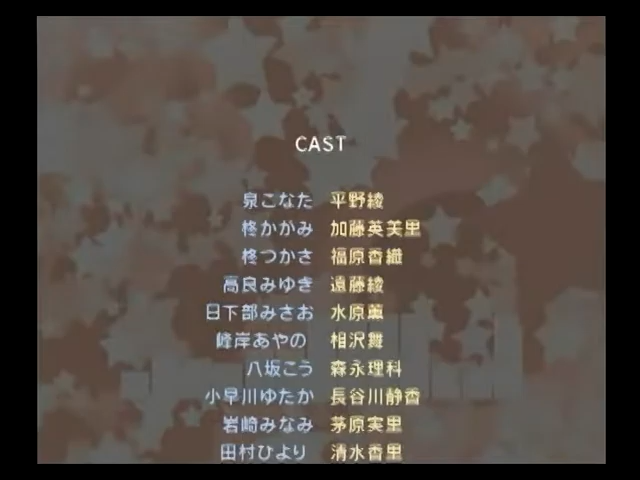 CAST
泉こなた 平野綾
柊かがみ 加藤英美里
柊つかさ 福原香織
高良みゆき 遠藤綾
日下部みさお 水原薫
峰岸あやの 相沢舞
八坂こう 森永理科
小早川ゆたか 長谷川静香
岩崎みなみ 茅原実里
田村ひより 清水香里